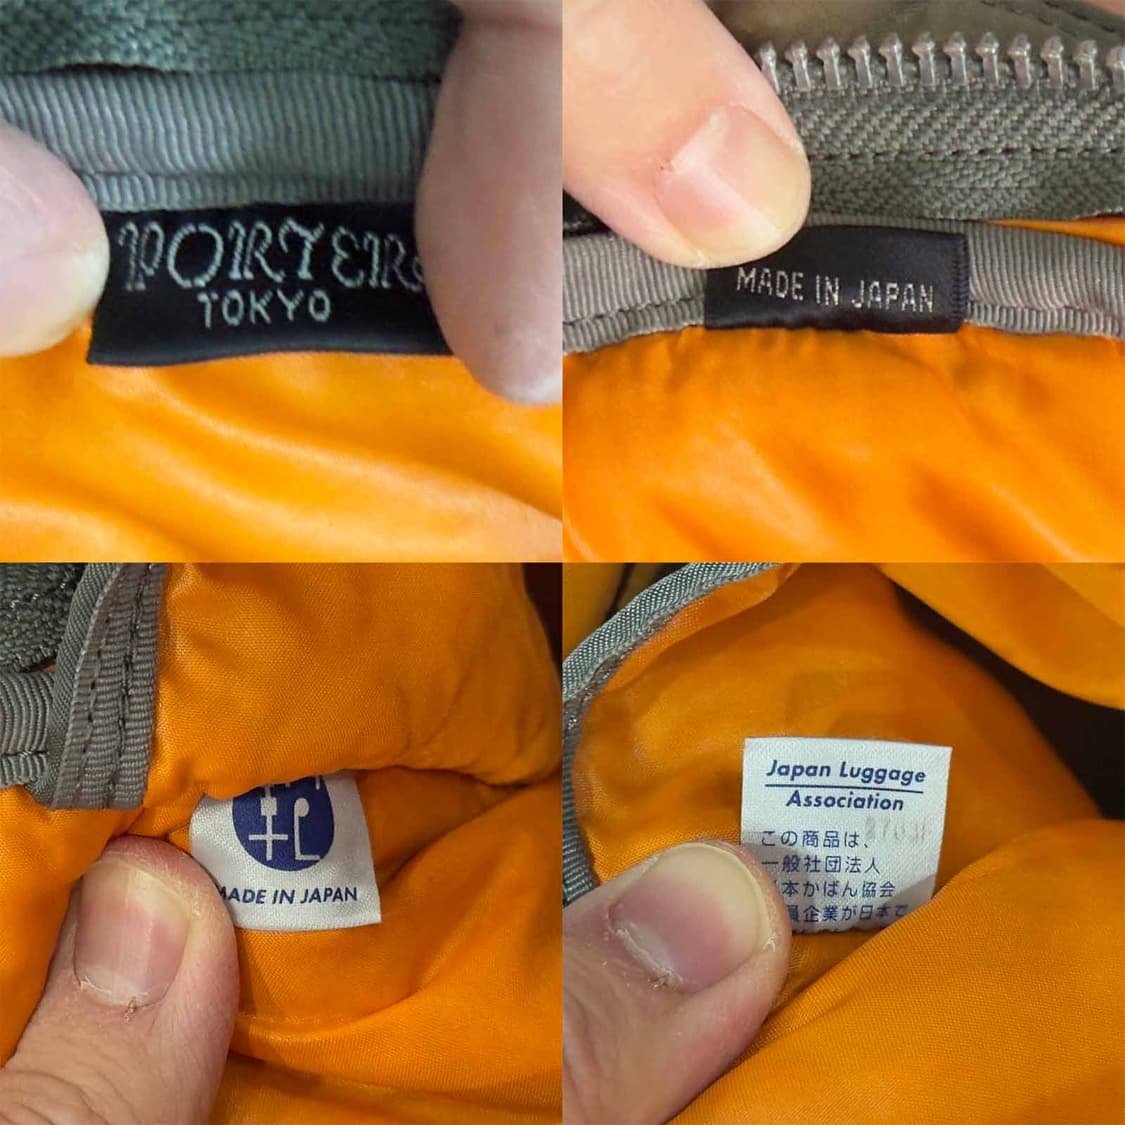 PORTER
TOKYO
MADE IN JAPAN
MADE IN JAPAN
Japan Luggage
Association
この商品は、
一般社団法人
本かばん協会
員企業が日本で